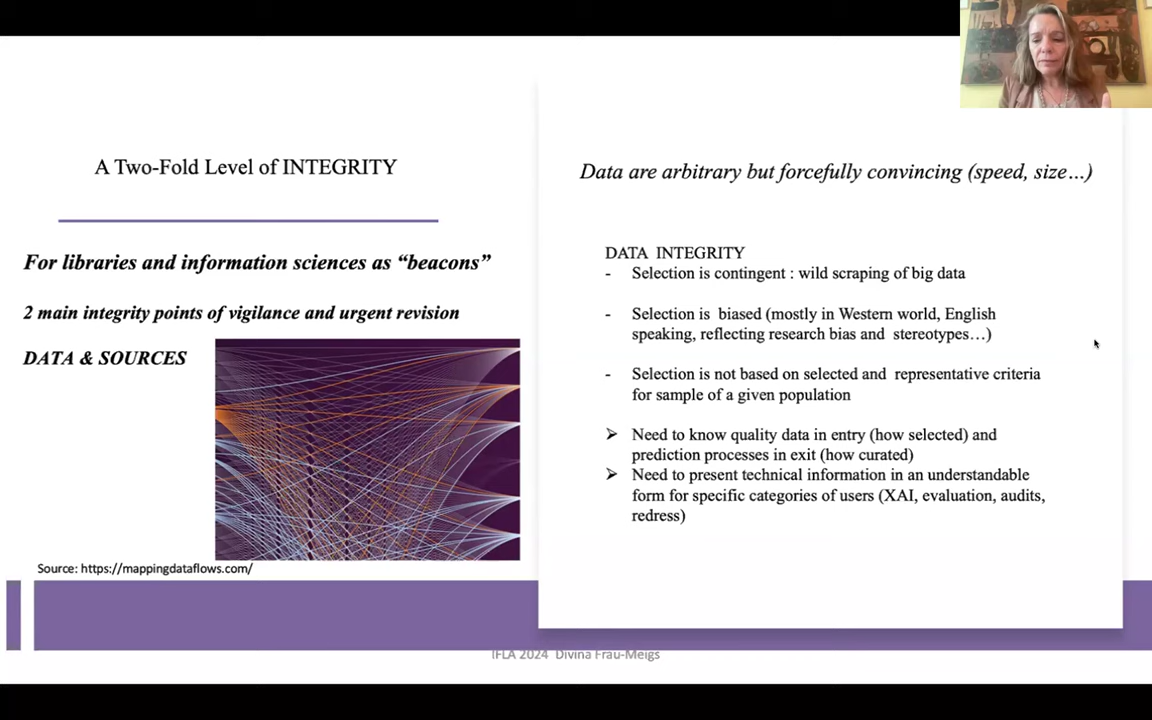 A Two-Fold Level of INTEGRITY
For libraries and information sciences as “beacons”
2 main integrity points of vigilance and urgent revision
DATA & SOURCES
Source: https://mappingdataflows.com/
Data are arbitrary but forcefully convincing (speed, size…)
DATA INTEGRITY
- Selection is contingent : wild scraping of big data
- Selection is biased (mostly in Western world, English
speaking, reflecting research bias and stereotypes…)
- Selection is not based on selected and representative criteria
for sample of a given population
➢ Need to know quality data in entry (how selected) and
prediction processes in exit (how curated)
➢ Need to present technical information in an understandable
form for specific categories of users (XAI, evaluation, audits,
redress)
IFLA 2024 Divina Frau-Meigs